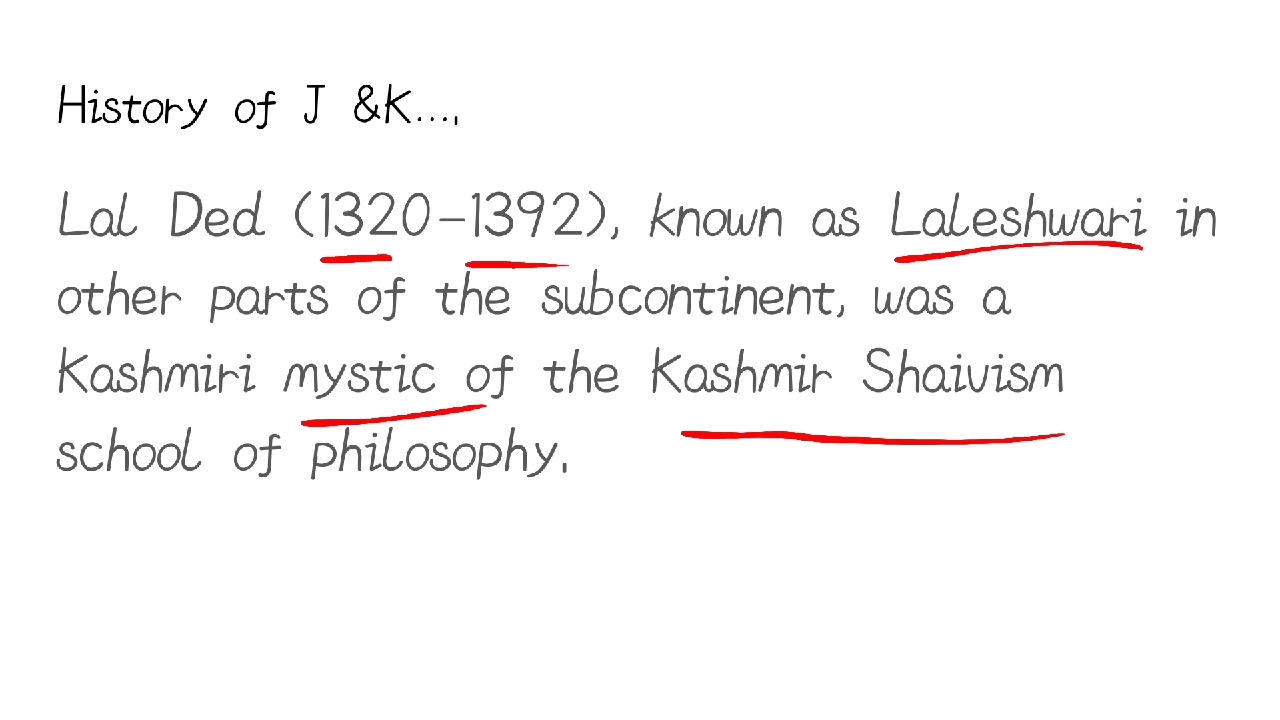 History of J &K...,
Lal Ded (1320–1392), known as Laleshwari in
other parts of the subcontinent, was a
Kashmiri mystic of the Kashmir Shaivism
school of philosophy.